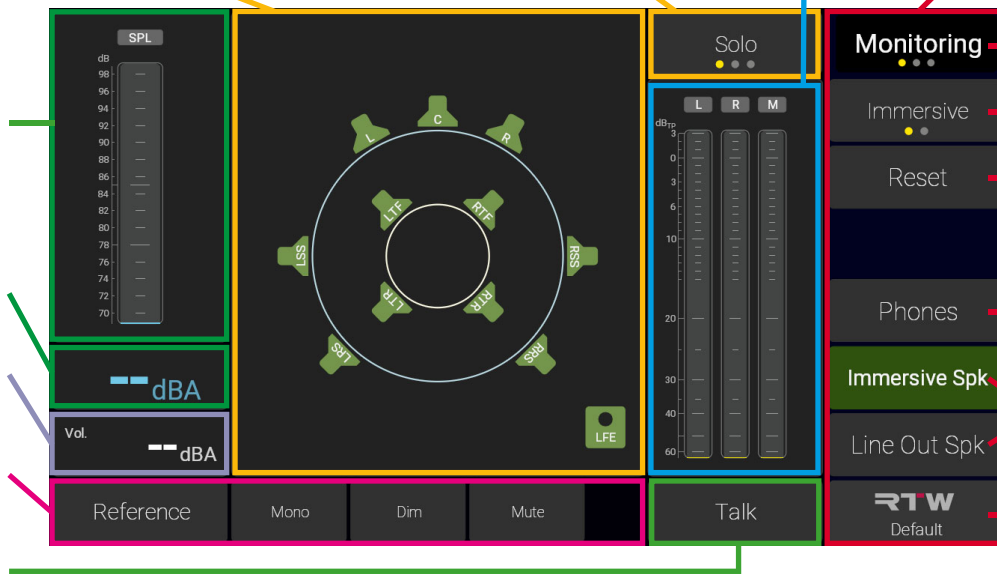 SPL
dB
98
96
94
92
90
88
86
84
82
80
78
76
74
72
70
-- dBA
Vol.
-- dBA
L
C
R
LTF
RTF
LSS
RSS
LTR
RTR
LRS
RRS
LFE
Solo
L R M
dBTP
3
0
3
6
10
20
30
40
60
Reference
Mono
Dim
Mute
Talk
Monitoring
Immersive
Reset
Phones
Immersive Spk
Line Out Spk
RTW
Default